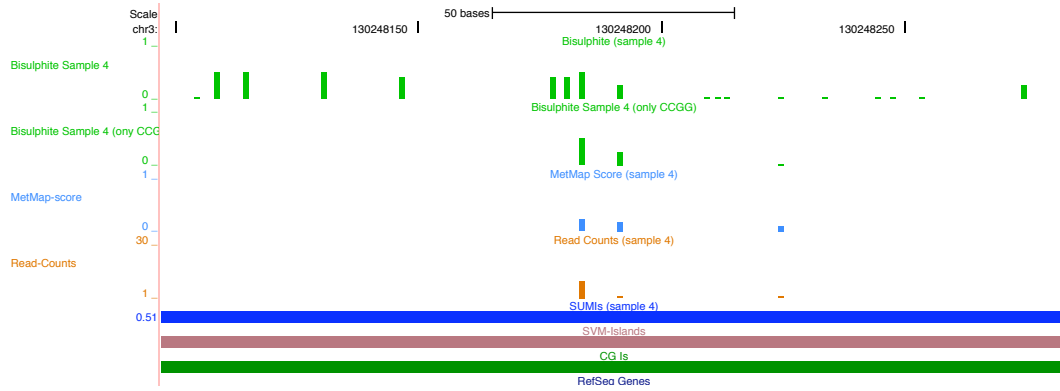 Scale 50 bases
chr3: 130248150 130248200 130248250
1 _ Bisulphite (sample 4)
Bisulphite Sample 4
0 _
Bisulphite Sample 4 (only CCGG)
1 _
Bisulphite Sample 4 (ony CCG
0 _
MetMap Score (sample 4)
1 _
MetMap-score
0 _
30 _ Read Counts (sample 4)
Read-Counts
1 _
SUMIs (sample 4)
0.51
SVM-Islands
CG Is
RefSeq Genes